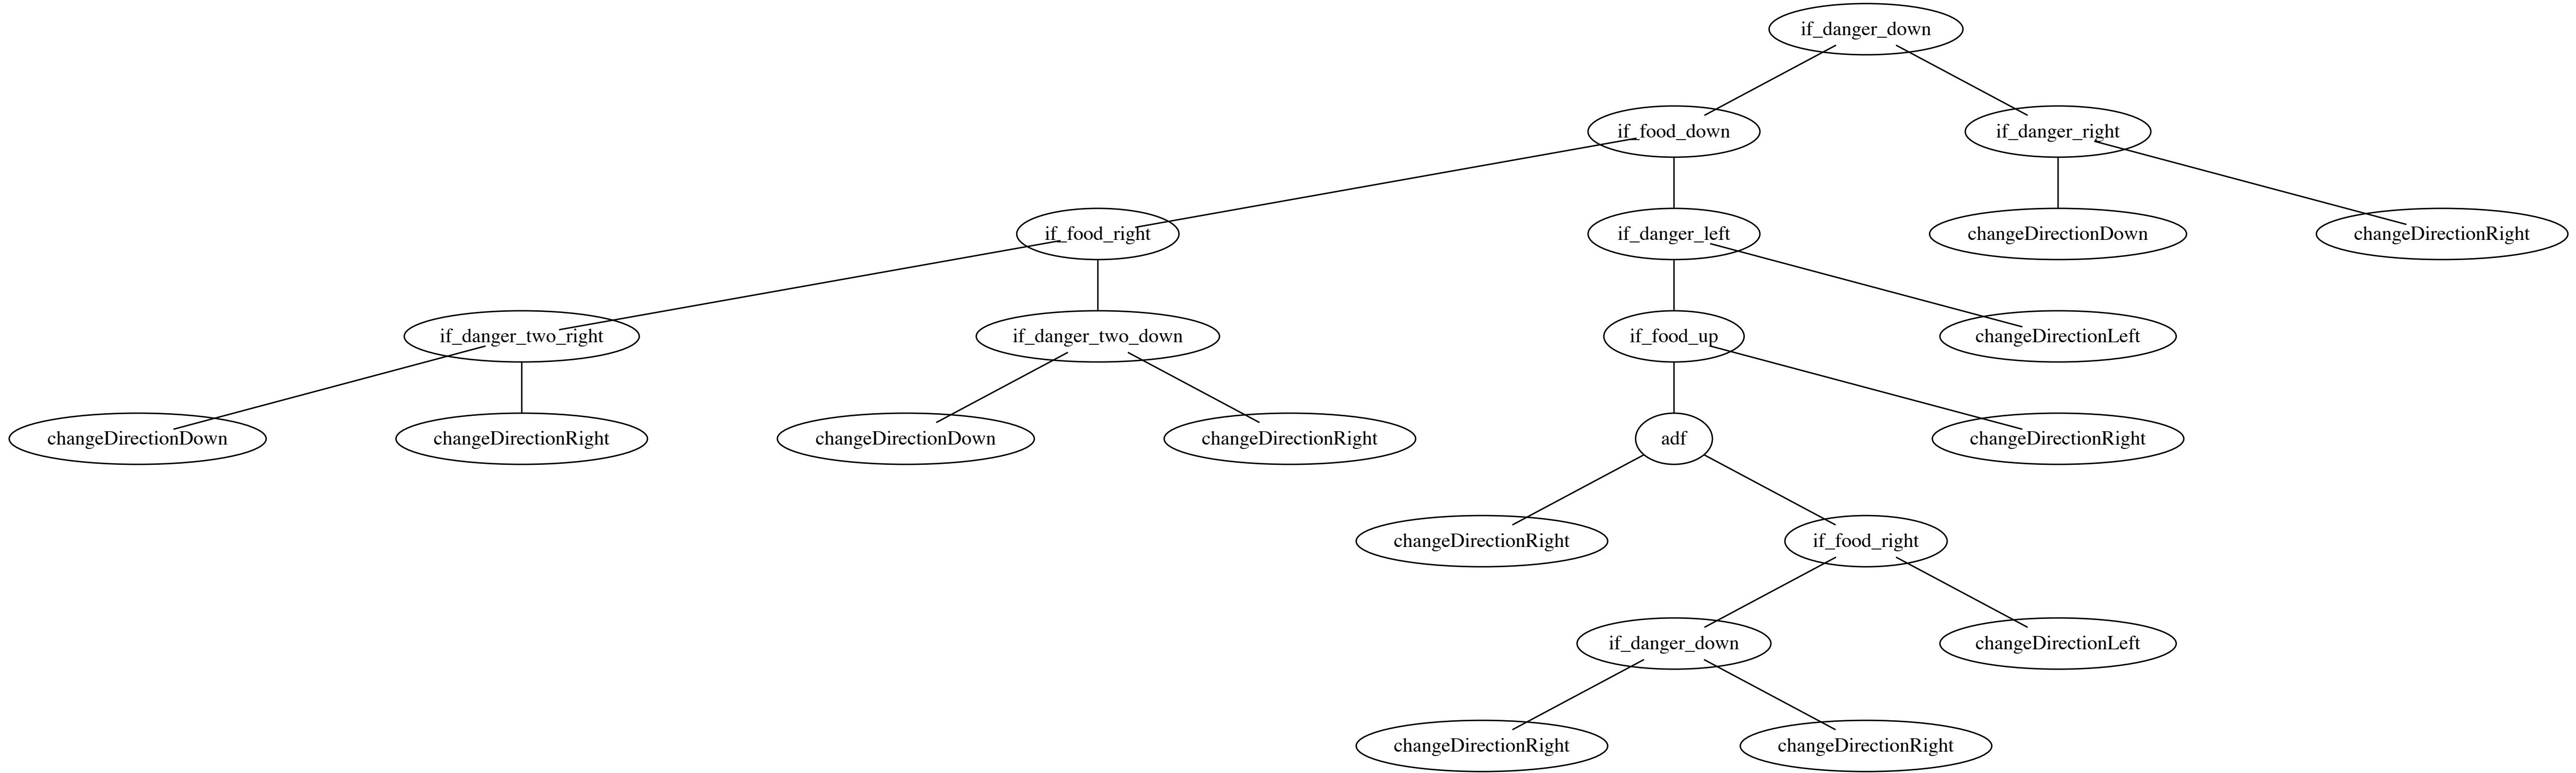 if_danger_down
if_food_down
if_danger_right
if_food_right
if_danger_left
changeDirectionDown
changeDirectionRight
if_danger_two_right
if_danger_two_down
if_food_up
changeDirectionLeft
changeDirectionDown
changeDirectionRight
changeDirectionDown
changeDirectionRight
adf
changeDirectionRight
changeDirectionRight
if_food_right
if_danger_down
changeDirectionLeft
changeDirectionRight
changeDirectionRight